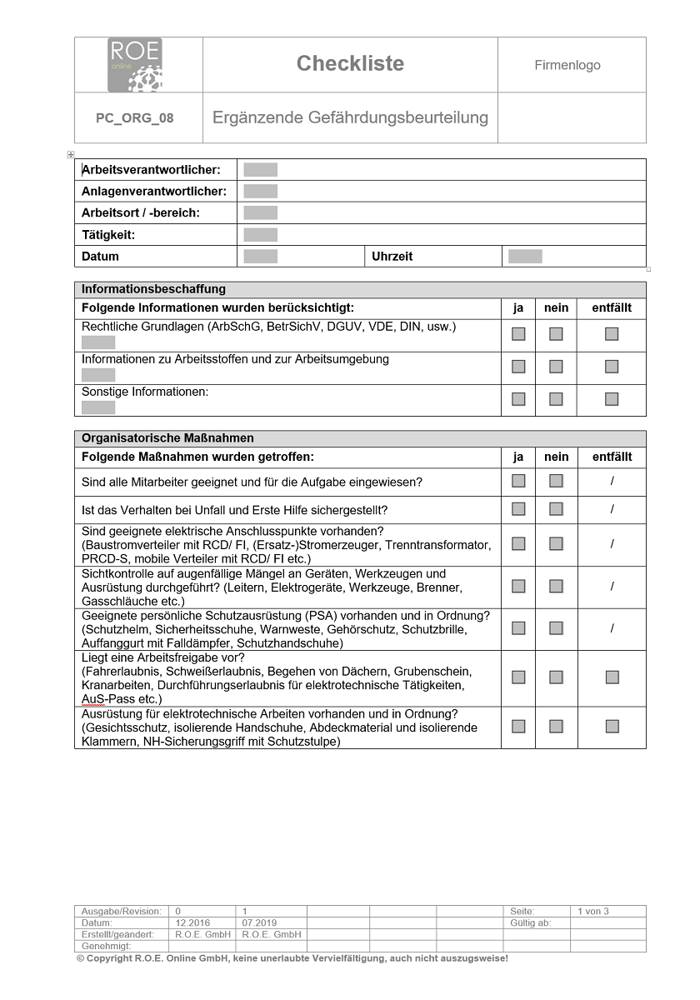 ROE
online
Checkliste
Firmenlogo
PC_ORG_08
Ergänzende Gefährdungsbeurteilung
Arbeitsverantwortlicher:
Anlagenverantwortlicher:
Arbeitsort / -bereich:
Tätigkeit:
Datum Uhrzeit
Informationsbeschaffung
Folgende Informationen wurden berücksichtigt: ja nein entfällt
Rechtliche Grundlagen (ArbSchG, BetrSichV, DGUV, VDE, DIN, usw.)
Informationen zu Arbeitsstoffen und zur Arbeitsumgebung
Sonstige Informationen:
Organisatorische Maßnahmen
Folgende Maßnahmen wurden getroffen: ja nein entfällt
Sind alle Mitarbeiter geeignet und für die Aufgabe eingewiesen? /
Ist das Verhalten bei Unfall und Erste Hilfe sichergestellt? /
Sind geeignete elektrische Anschlusspunkte vorhanden?
(Baustromverteiler mit RCD/ FI, (Ersatz-)Stromerzeuger, Trenntransformator, /
PRCD-S, mobile Verteiler mit RCD/ FI etc.)
Sichtkontrolle auf augenfällige Mängel an Geräten, Werkzeugen und
Ausrüstung durchgeführt? (Leitern, Elektrogeräte, Werkzeuge, Brenner, /
Gasschläuche etc.)
Geeignete persönliche Schutzausrüstung (PSA) vorhanden und in Ordnung?
(Schutzhelm, Sicherheitsschuhe, Warnweste, Gehörschutz, Schutzbrille, /
Auffanggurt mit Falldämpfer, Schutzhandschuhe)
Liegt eine Arbeitsfreigabe vor?
(Fahrerlaubnis, Schweißerlaubnis, Begehen von Dächern, Grubenschein,
Kranarbeiten, Durchführungserlaubnis für elektrotechnische Tätigkeiten,
AuS-Pass etc.)
Ausrüstung für elektrotechnische Arbeiten vorhanden und in Ordnung?
(Gesichtsschutz, isolierende Handschuhe, Abdeckmaterial und isolierende
Klammern, NH-Sicherungsgriff mit Schutzstulpe)
Ausgabe/Revision: 0 1 Seite: 1 von 3
Datum: 12.2016 07.2019 Gültig ab:
Erstellt/geändert: R.O.E. GmbH R.O.E. GmbH
Genehmigt:
© Copyright R.O.E. Online GmbH, keine unerlaubte Vervielfältigung, auch nicht auszugsweise!